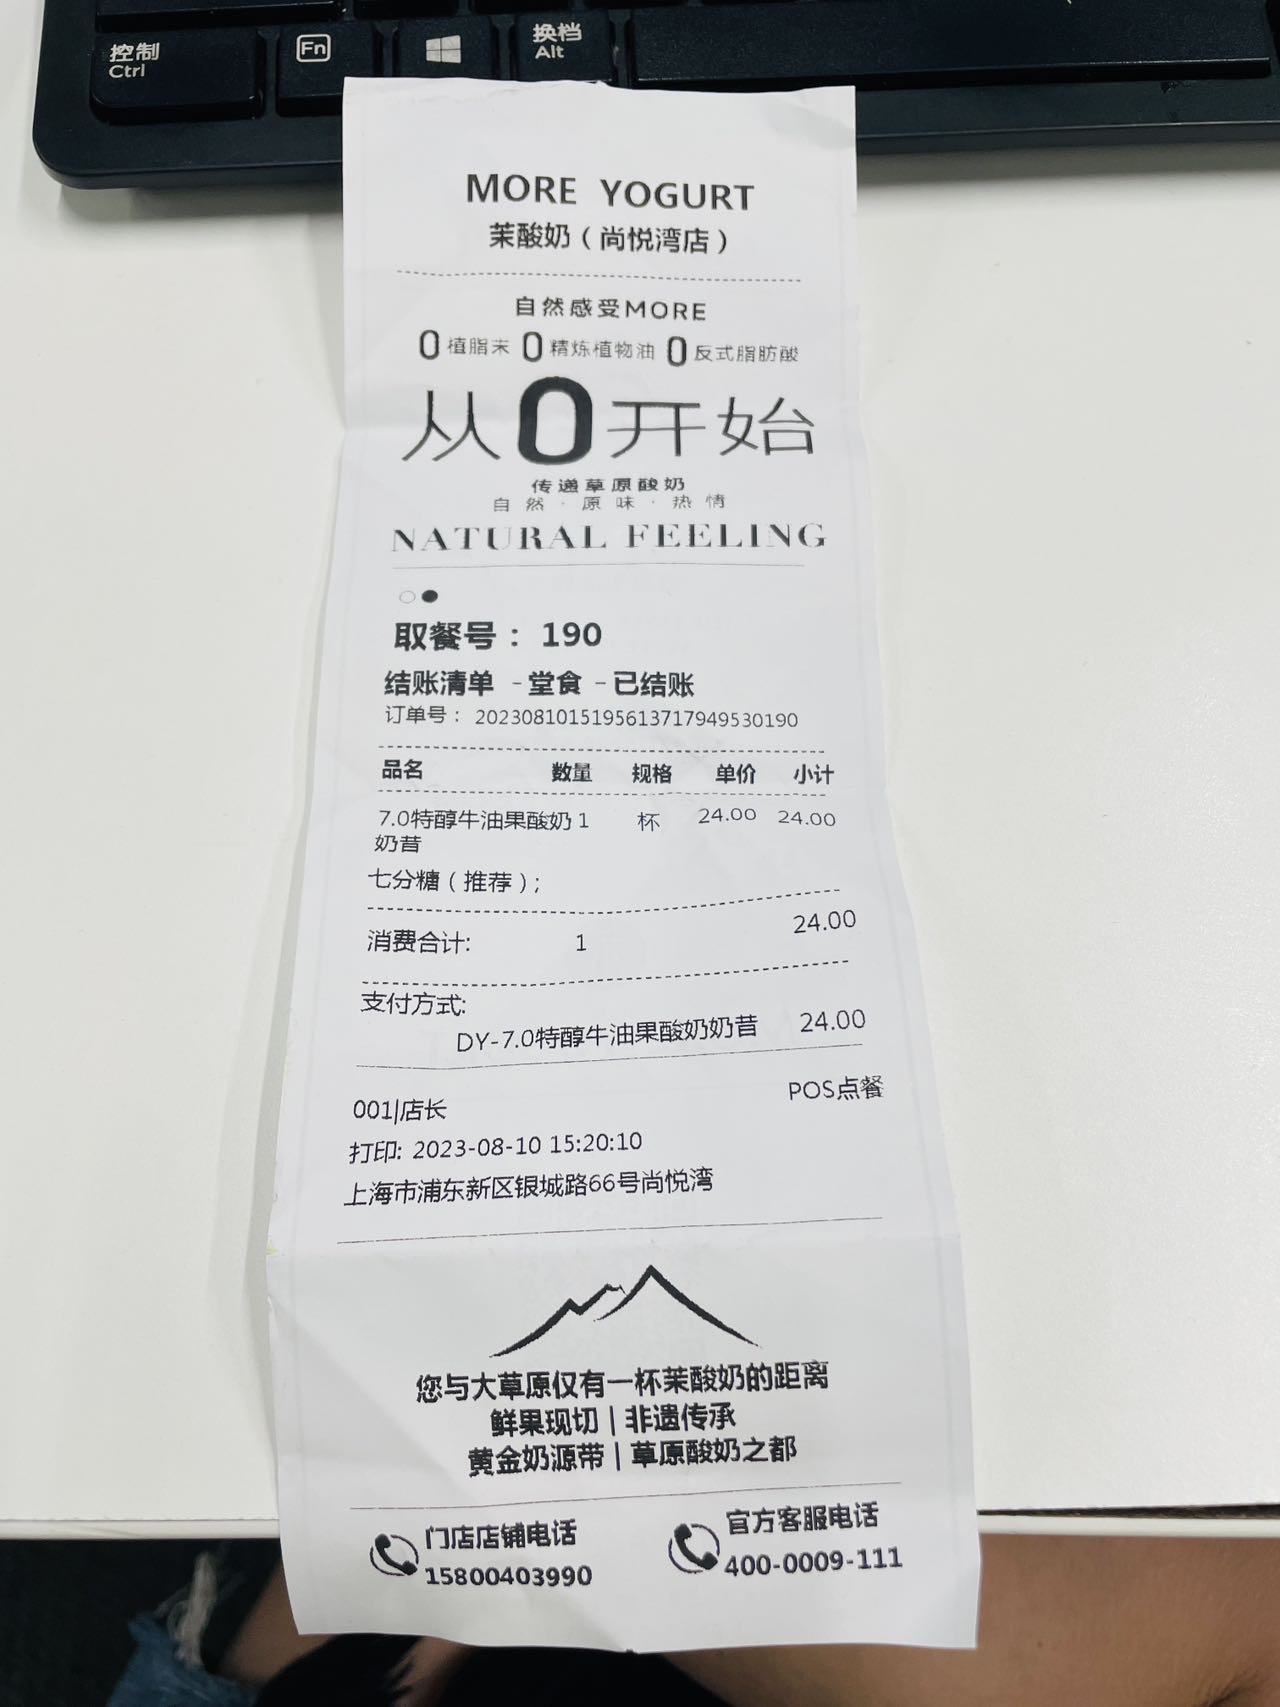 控制
Ctrl
Fn
换档
Alt
MORE YOGURT
茉酸奶（尚悦湾店）
自然感受MORE
0植脂末 0精炼植物油 0反式脂肪酸
从0开始
传递草原酸奶
自然·原味·热情
NATURAL FEELING
取餐号： 190
结账清单 -堂食 -已结账
订单号： 20230810151956137179495​30190
品名 数量 规格 单价 小计
7.0特醇牛油果酸奶 1 杯 24.00 24.00
奶昔
七分糖（推荐）;
消费合计: 1 24.00
支付方式:
DY-7.0特醇牛油果酸奶奶昔 24.00
001|店长 POS点餐
打印: 2023-08-10 15:20:10
上海市浦东新区银城路66号尚悦湾
您与大草原仅有一杯茉酸奶的距离
鲜果现切 | 非遗传承
黄金奶源带 | 草原酸奶之都
门店店铺电话
15800403990
官方客服电话
400-0009-111